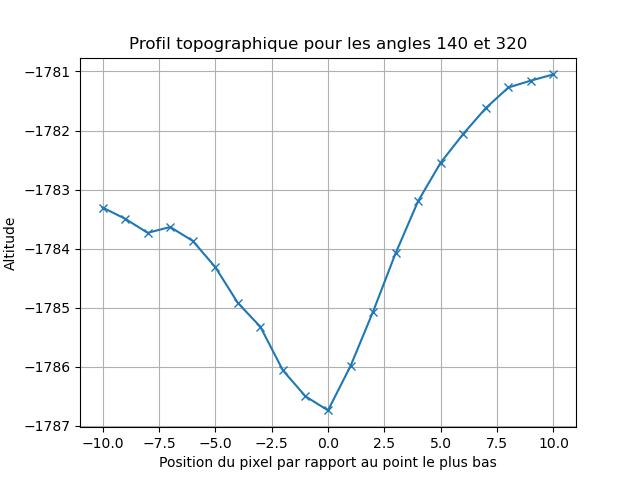 Profil topographique pour les angles 140 et 320
−1781
−1782
−1783
−1784
−1785
−1786
−1787
Altitude
−10.0 −7.5 −5.0 −2.5 0.0 2.5 5.0 7.5 10.0
Position du pixel par rapport au point le plus bas